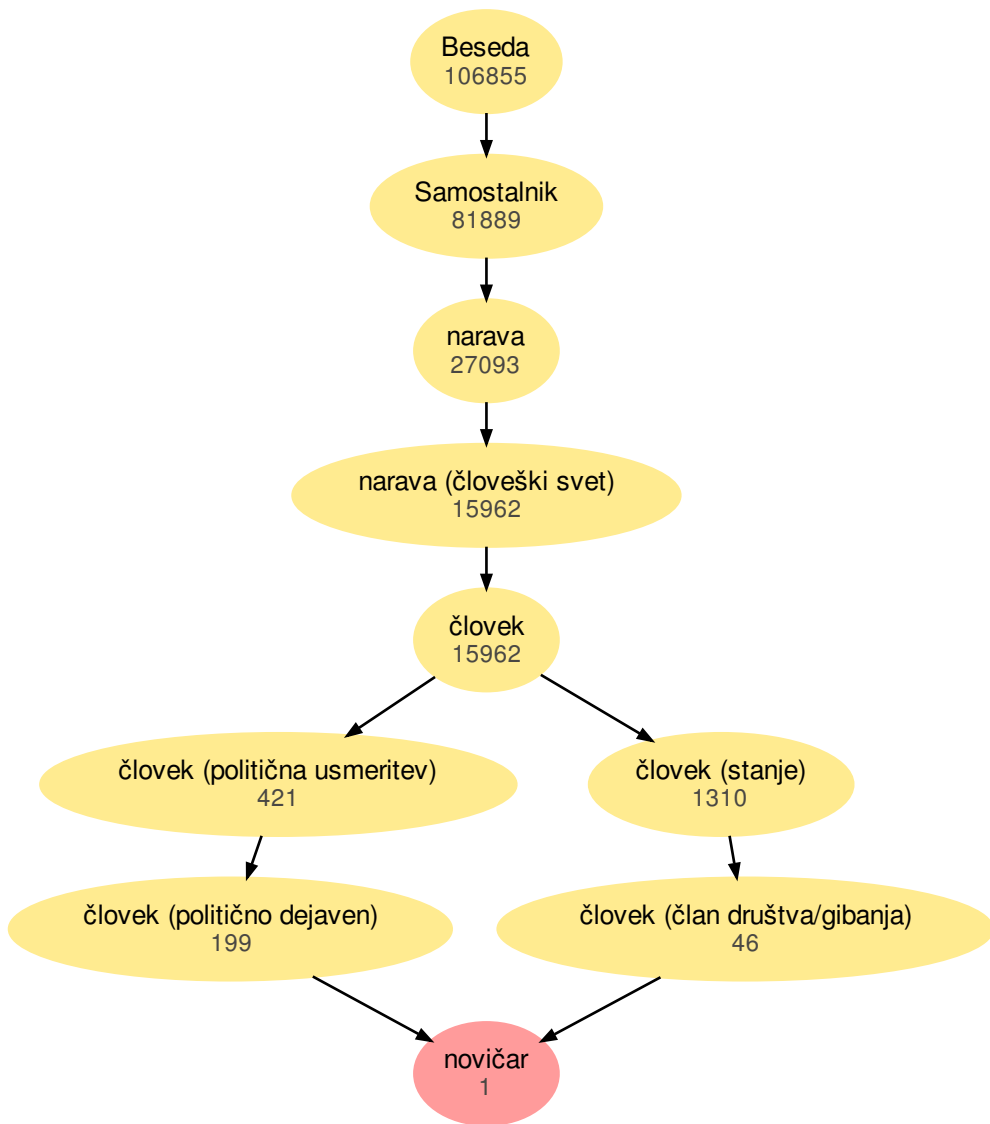 Beseda
106855
Samostalnik
81889
narava
27093
narava (človeški svet)
15962
človek
15962
človek (politična usmeritev)
421
človek (stanje)
1310
človek (politično dejaven)
199
človek (član društva/gibanja)
46
novičar
1